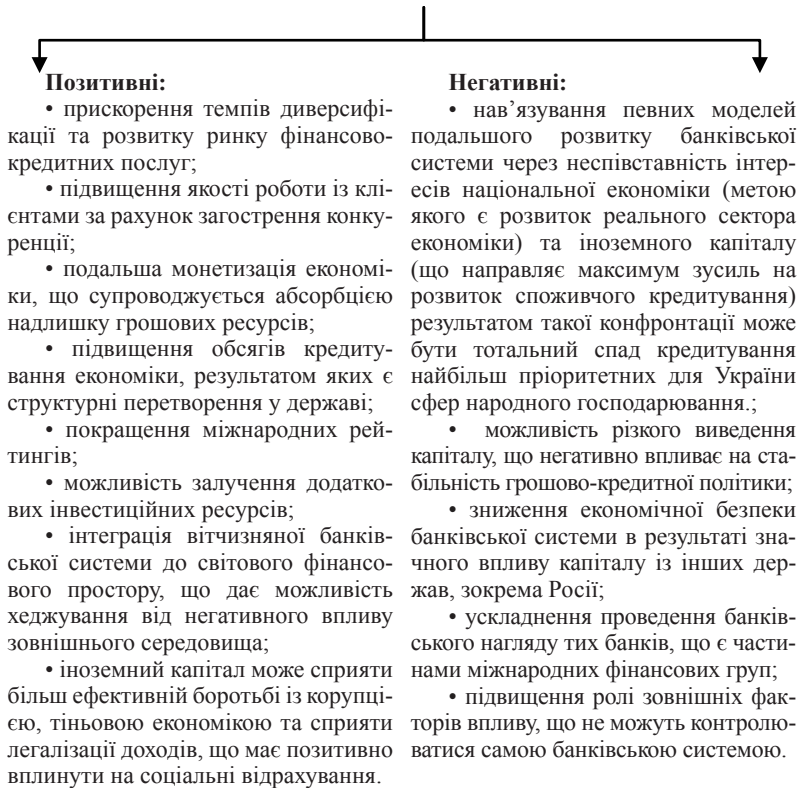 Позитивні:
• прискорення темпів диверсифі-
кації та розвитку ринку фінансово-
кредитних послуг;
• підвищення якості роботи із клі-
єнтами за рахунок загострення конку-
ренції;
• подальша монетизація економі-
ки, що супроводжується абсорбцією
надлишку грошових ресурсів;
• підвищення обсягів кредиту-
вання економіки, результатом яких є
структурні перетворення у державі;
• покращення міжнародних рей-
тингів;
• можливість залучення додатко-
вих інвестиційних ресурсів;
• інтеграція вітчизняної банків-
ської системи до світового фінансо-
вого простору, що дає можливість
хеджування від негативного впливу
зовнішнього середовища;
• іноземний капітал може сприяти
більш ефективній боротьбі із корупці-
єю, тіньовою економікою та сприяти
легалізації доходів, що має позитивно
вплинути на соціальні відрахування.
Негативні:
• нав’язування певних моделей
подальшого розвитку банківської
системи через неспівставність інтер-
есів національної економіки (метою
якого є розвиток реального сектора
економіки) та іноземного капіталу
(що направляє максимум зусиль на
розвиток споживчого кредитування)
результатом такої конфронтації може
бути тотальний спад кредитування
найбільш пріоритетних для України
сфер народного господарювання.;
• можливість різкого виведення
капіталу, що негативно впливає на ста-
більність грошово-кредитної політики;
• зниження економічної безпеки
банківської системи в результаті зна-
чного впливу капіталу із інших дер-
жав, зокрема Росії;
• ускладнення проведення банків-
ського нагляду тих банків, що є части-
нами міжнародних фінансових груп;
• підвищення ролі зовнішніх фак-
торів впливу, що не можуть контролю-
ватися самою банківською системою.